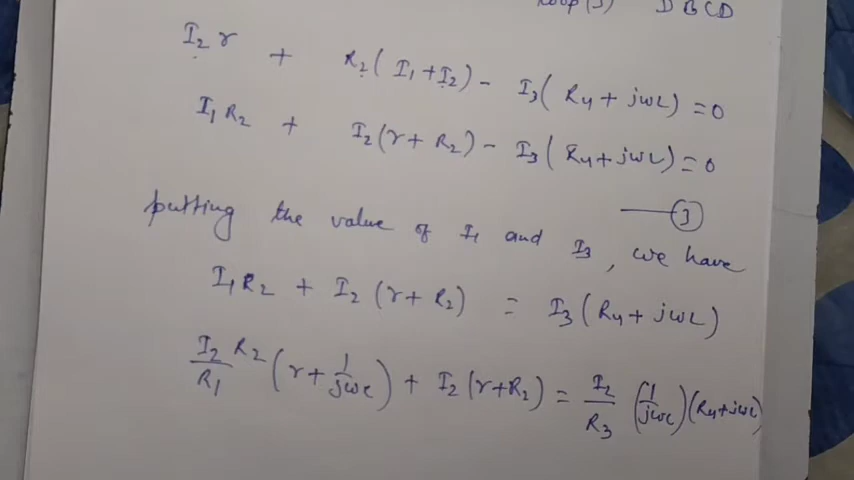 Loop(3) DBCD
I₂ r + R₂(I₁ + I₂) - I₃(R₄ + jωL) = 0
I₁ R₂ + I₂(r + R₂) - I₃(R₄ + jωL) = 0
3
putting the value of I₁ and I₃, we have
I₁R₂ + I₂(r + R₂) = I₃(R₄ + jωL)
I₂/R₁ R₂ (r + 1/jωc) + I₂(r + R₂) = I₂/R₃ (1/jωc)(R₄ + jωL)